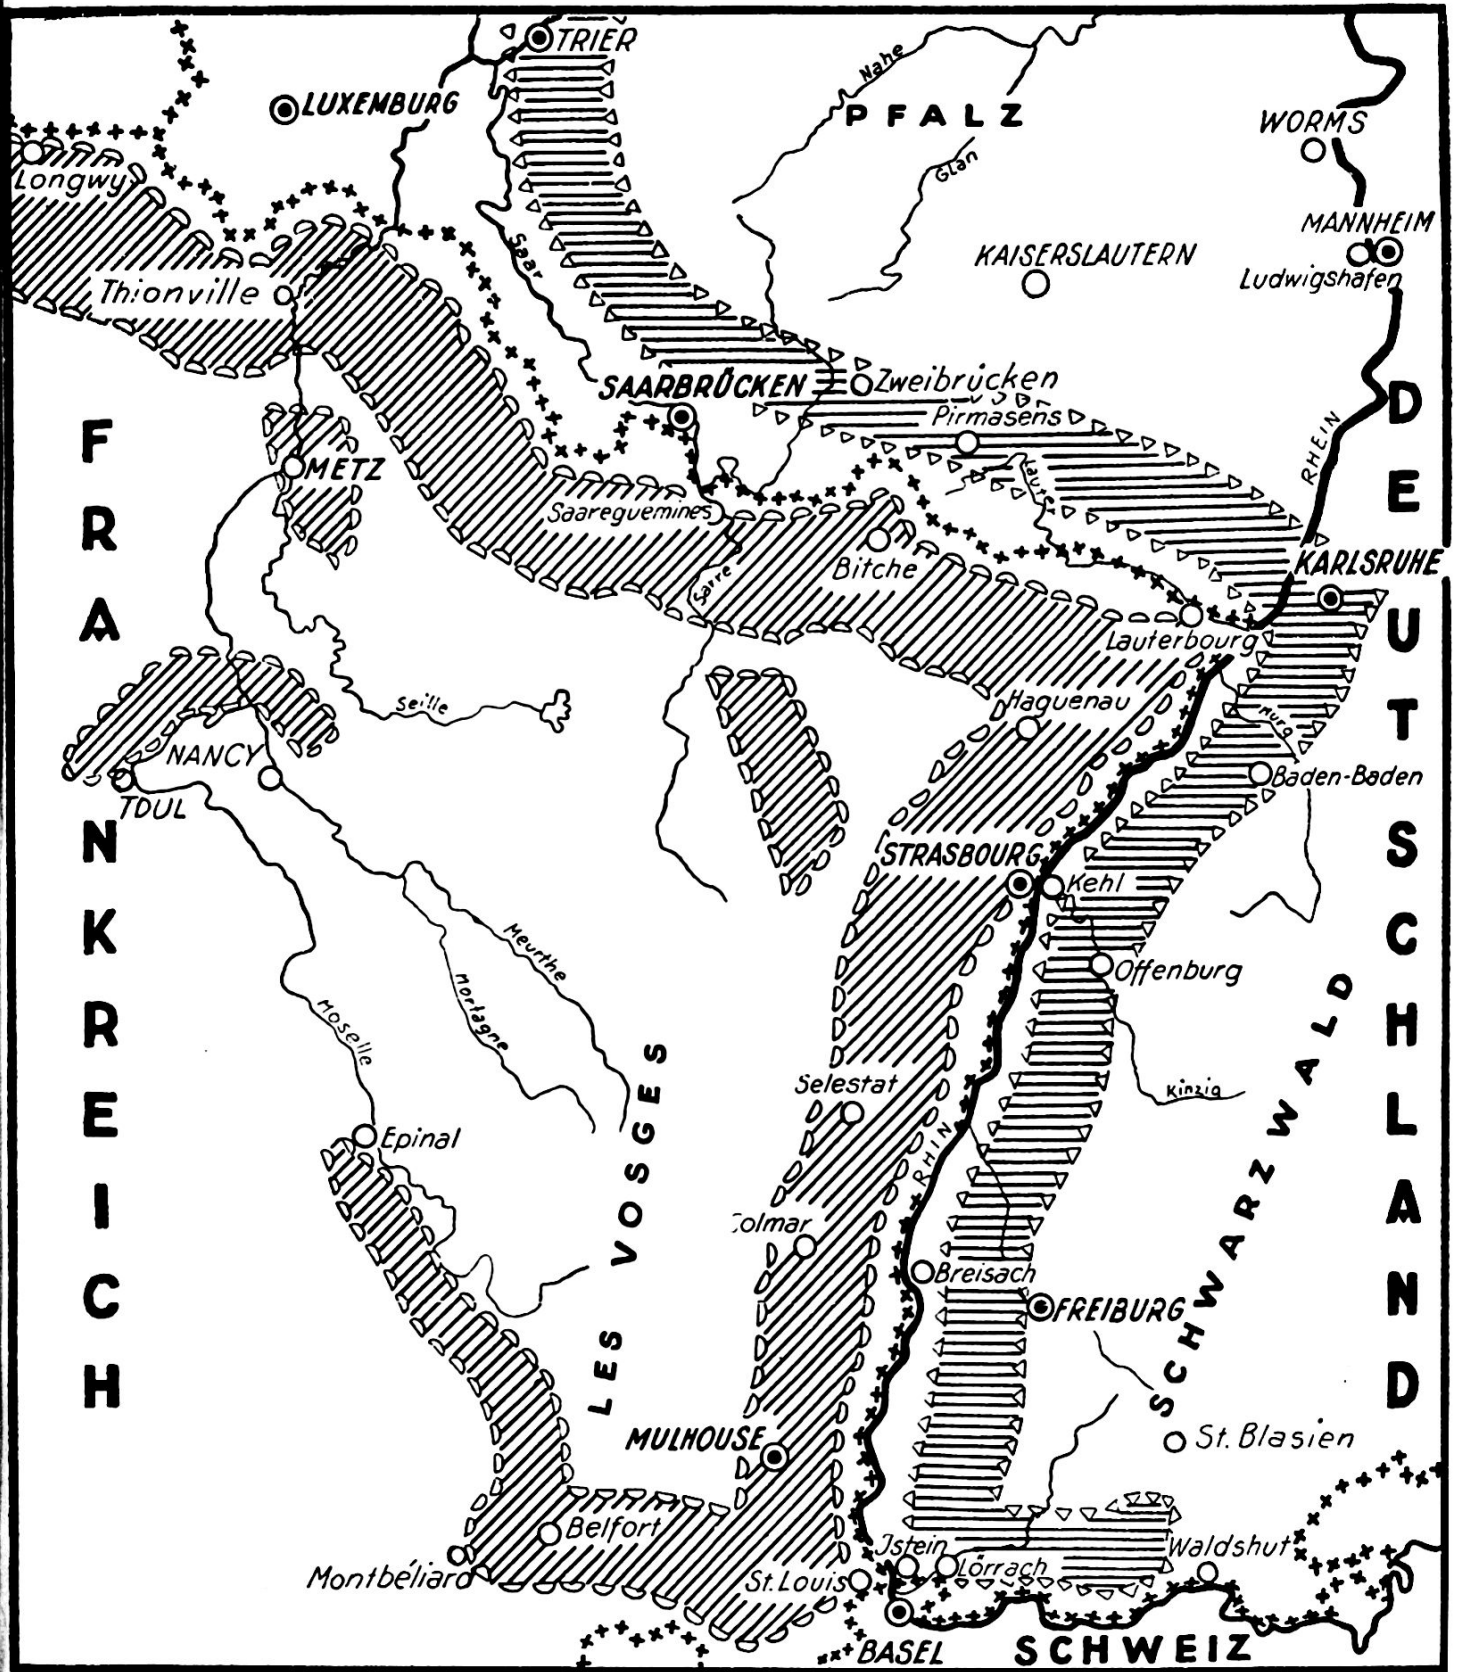 TRIER
Nahe
LUXEMBURG
PFALZ
WORMS
Longwy
Glan
MANNHEIM
Saar
KAISERSLAUTERN
Ludwigshafen
Thionville
SAARBRÜCKEN
Zweibrücken
Pirmasens
RHEIN
METZ
Lauter
Saareguemines
Bitche
KARLSRUHE
Sarre
Lauterbourg
Seille
Haguenau
Murg
NANCY
Baden-Baden
TOUL
STRASBOURG
Kehl
Meurthe
Offenburg
Mortagne
Moselle
Selestat
Kinzig
RHIN
Epinal
Colmar
Breisach
FREIBURG
LES VOSGES
SCHWARZWALD
MULHOUSE
St. Blasien
Belfort
Jstein
Lörrach
Waldshut
Montbéliard
St. Louis
BASEL
SCHWEIZ
FRANKREICH
DEUTSCHLAND